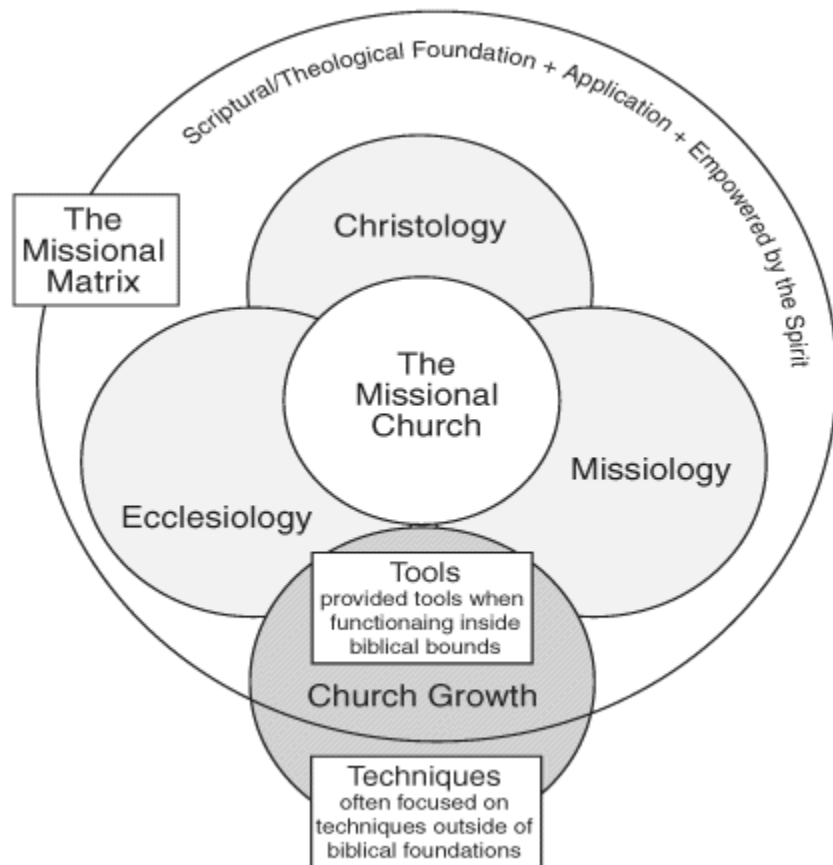 Scriptural/Theological Foundation + Application + Empowered by the Spirit
The
Missional
Matrix
Christology
The
Missional
Church
Missiology
Ecclesiology
Tools
provided tools when
functionaing inside
biblical bounds
Church Growth
Techniques
often focused on
techniques outside of
biblical foundations